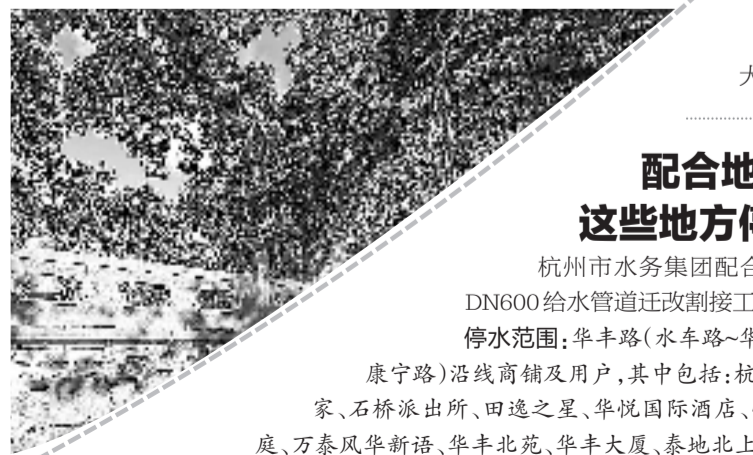 配合地
这些地方停
杭州市水务集团配合
DN600给水管道迁改割接工
停水范围:华丰路(水车路~华
康宁路)沿线商铺及用户,其中包括:杭
家、石桥派出所、田逸之星、华悦国际酒店、
庭、万泰风华新语、华丰北苑、华丰大厦、泰地北上